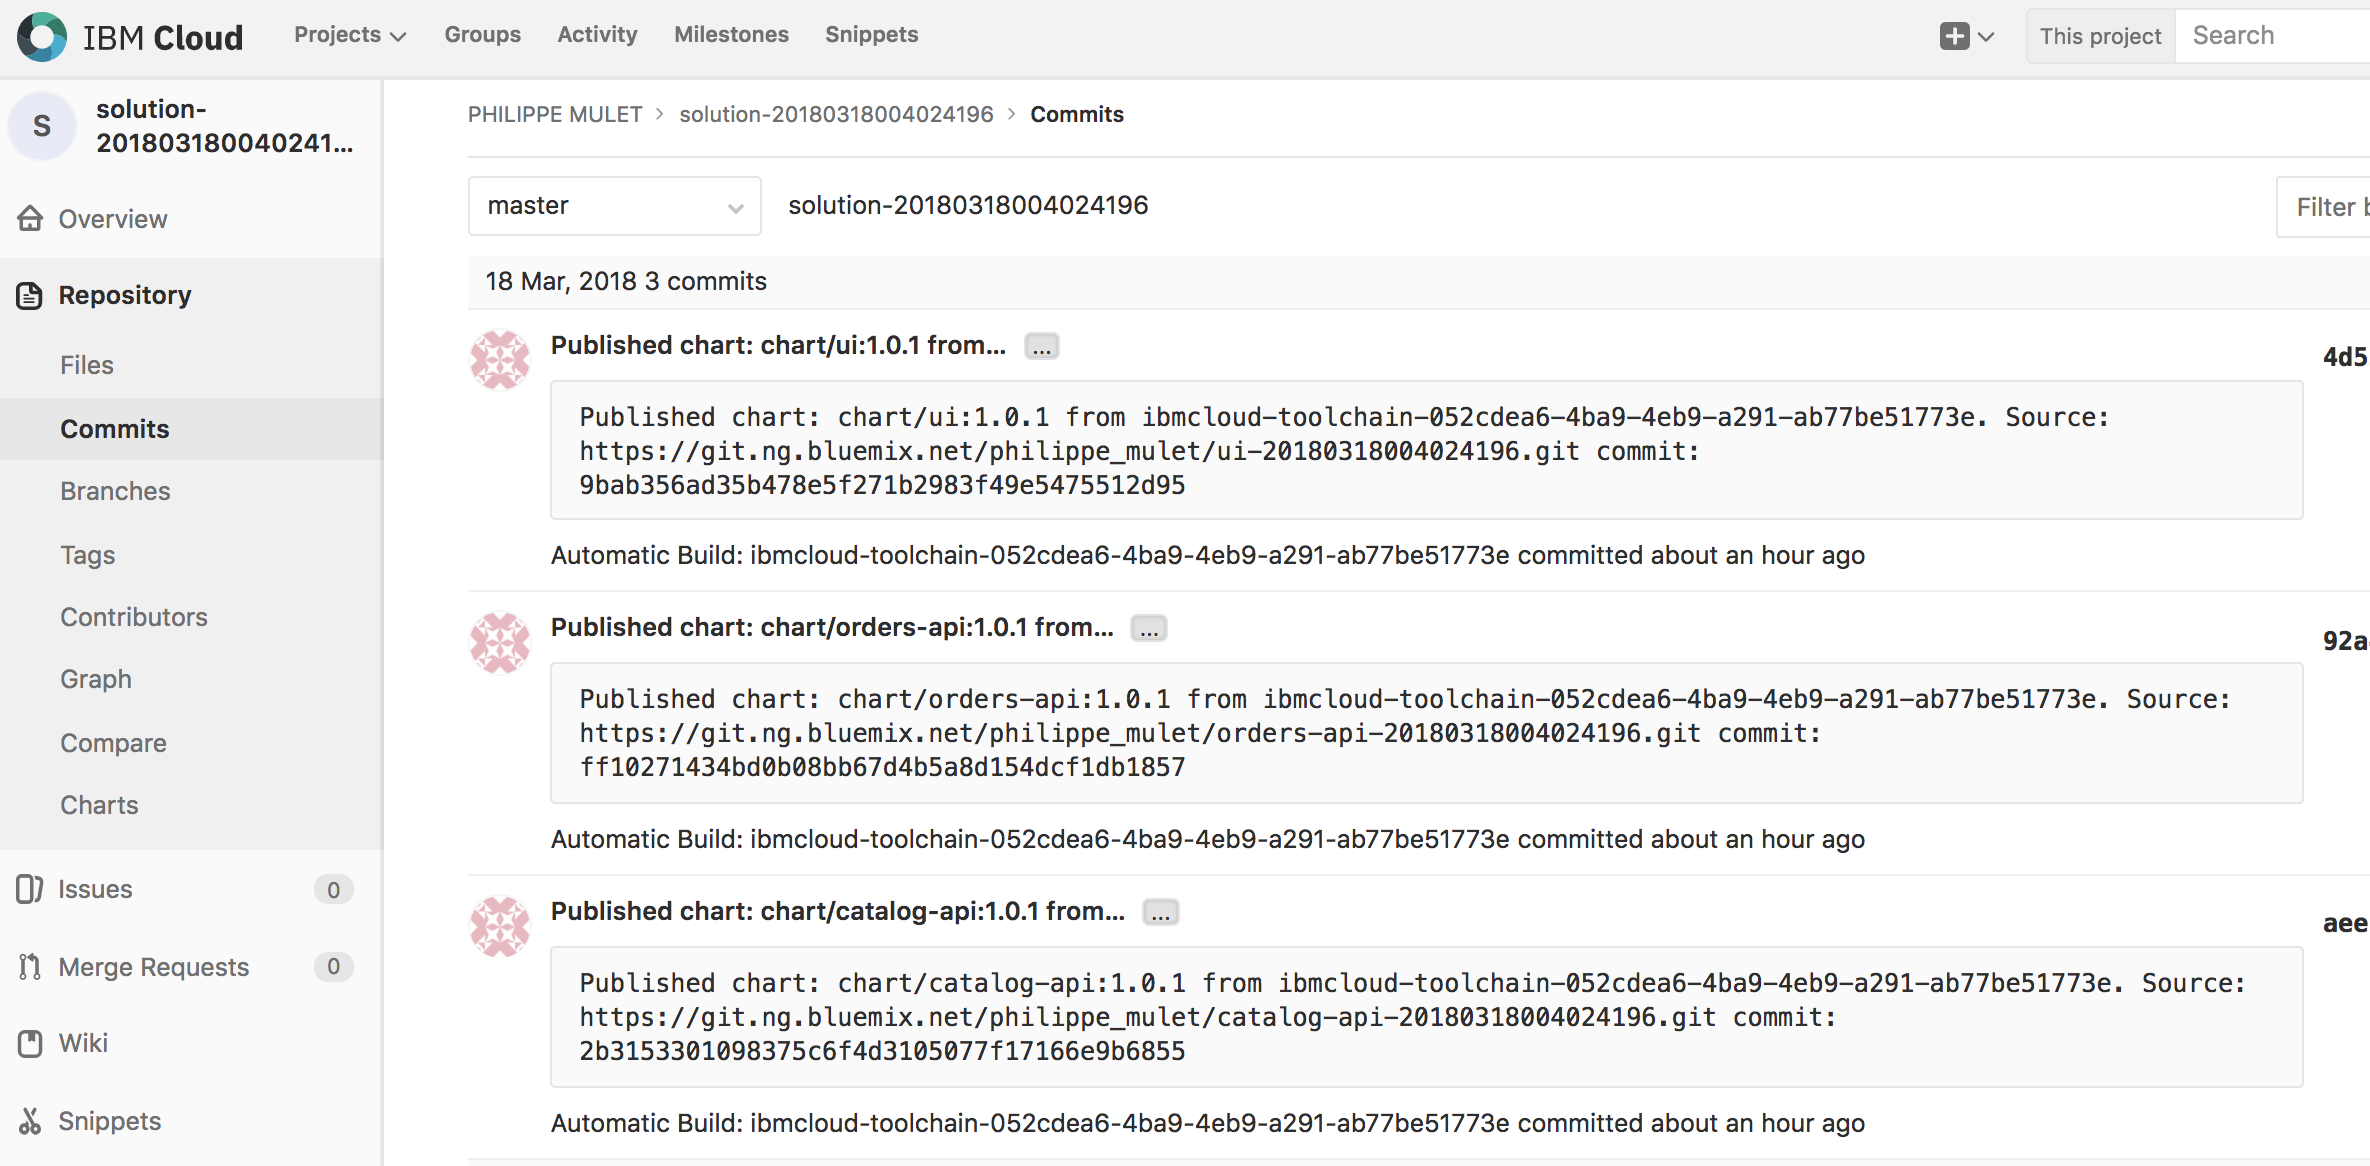 IBM Cloud Projects Groups Activity Milestones Snippets This project Search
S
solution-
201803180040241...
Overview
Repository
Files
Commits
Branches
Tags
Contributors
Graph
Compare
Charts
Issues 0
Merge Requests 0
Wiki
Snippets
PHILIPPE MULET > solution-20180318004024196 > Commits
master solution-20180318004024196 Filter
18 Mar, 2018 3 commits
Published chart: chart/ui:1.0.1 from... ...
4d5
Published chart: chart/ui:1.0.1 from ibmcloud-toolchain-052cdea6-4ba9-4eb9-a291-ab77be51773e. Source:
https://git.ng.bluemix.net/philippe_mulet/ui-20180318004024196.git commit:
9bab356ad35b478e5f271b2983f49e5475512d95
Automatic Build: ibmcloud-toolchain-052cdea6-4ba9-4eb9-a291-ab77be51773e committed about an hour ago
Published chart: chart/orders-api:1.0.1 from... ...
92a
Published chart: chart/orders-api:1.0.1 from ibmcloud-toolchain-052cdea6-4ba9-4eb9-a291-ab77be51773e. Source:
https://git.ng.bluemix.net/philippe_mulet/orders-api-20180318004024196.git commit:
ff10271434bd0b08bb67d4b5a8d154dcf1db1857
Automatic Build: ibmcloud-toolchain-052cdea6-4ba9-4eb9-a291-ab77be51773e committed about an hour ago
Published chart: chart/catalog-api:1.0.1 from... ...
aee
Published chart: chart/catalog-api:1.0.1 from ibmcloud-toolchain-052cdea6-4ba9-4eb9-a291-ab77be51773e. Source:
https://git.ng.bluemix.net/philippe_mulet/catalog-api-20180318004024196.git commit:
2b3153301098375c6f4d3105077f17166e9b6855
Automatic Build: ibmcloud-toolchain-052cdea6-4ba9-4eb9-a291-ab77be51773e committed about an hour ago